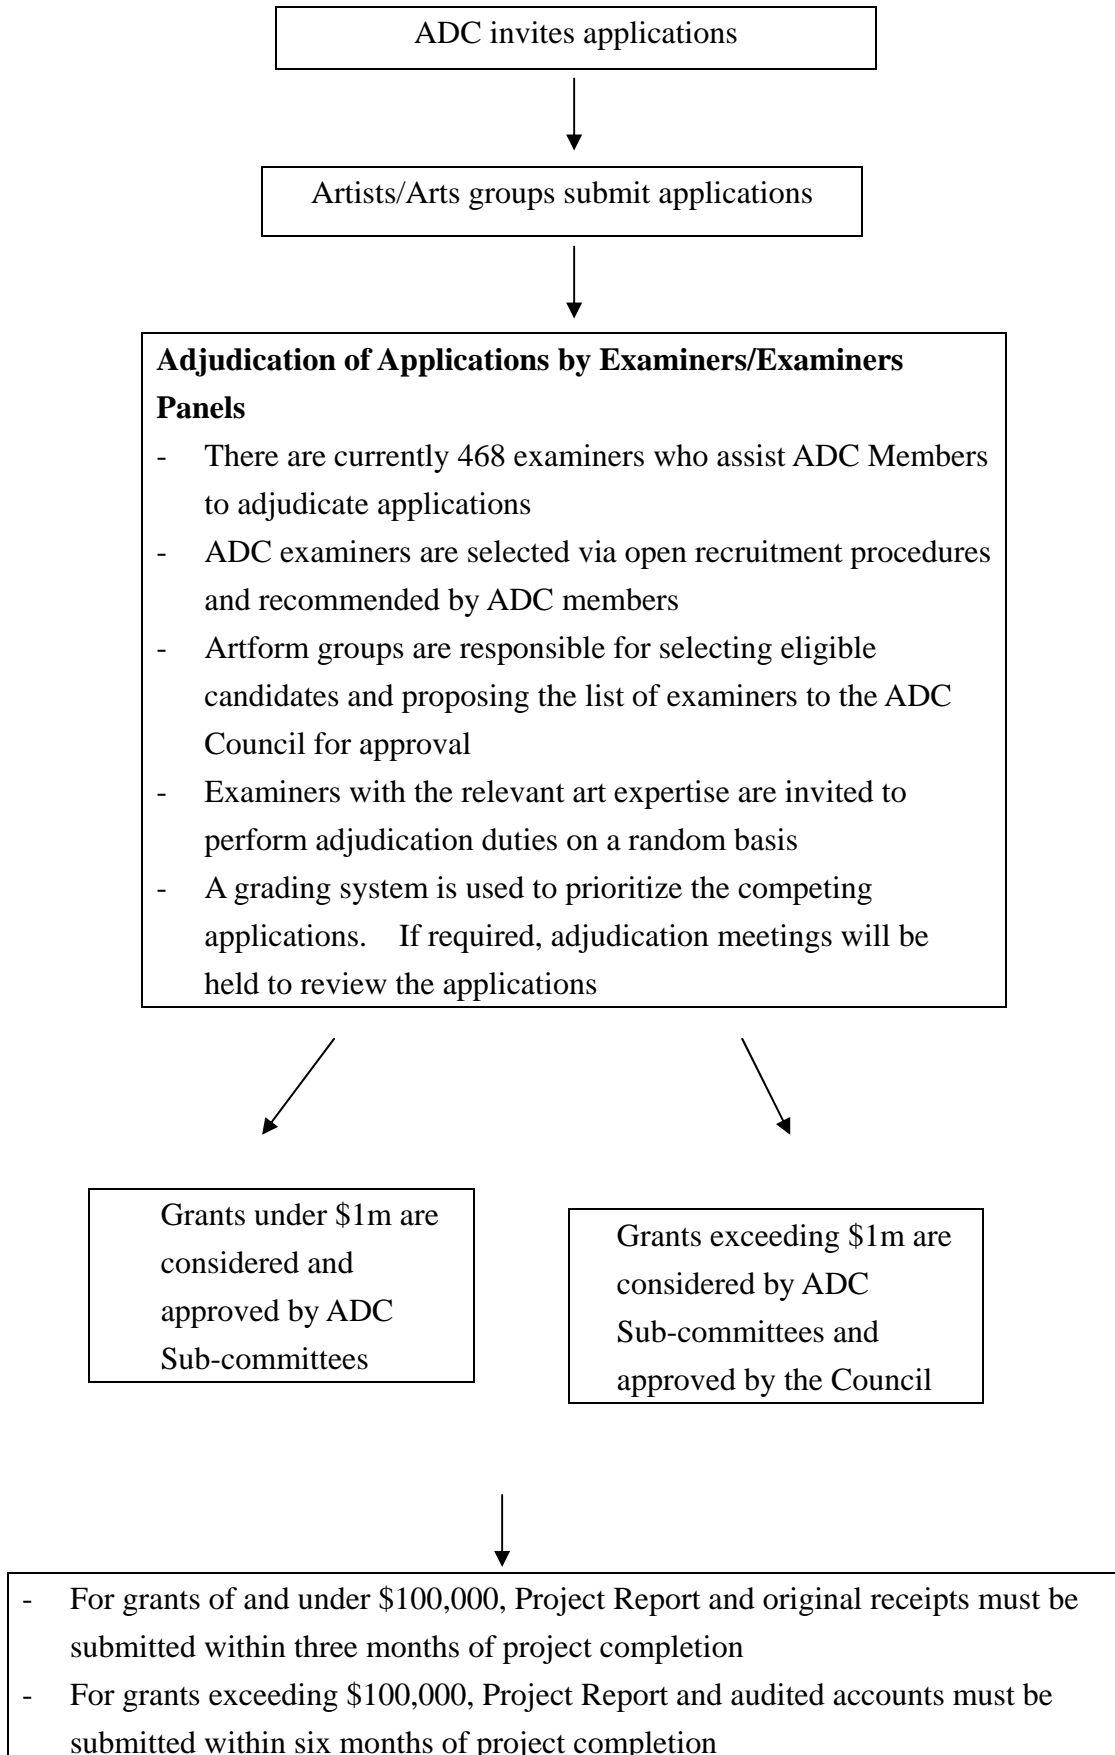 ADC invites applications
Artists/Arts groups submit applications
Adjudication of Applications by Examiners/Examiners
Panels
- There are currently 468 examiners who assist ADC Members
to adjudicate applications
- ADC examiners are selected via open recruitment procedures
and recommended by ADC members
- Artform groups are responsible for selecting eligible
candidates and proposing the list of examiners to the ADC
Council for approval
- Examiners with the relevant art expertise are invited to
perform adjudication duties on a random basis
- A grading system is used to prioritize the competing
applications. If required, adjudication meetings will be
held to review the applications
Grants under $1m are
considered and
approved by ADC
Sub-committees
Grants exceeding $1m are
considered by ADC
Sub-committees and
approved by the Council
- For grants of and under $100,000, Project Report and original receipts must be
submitted within three months of project completion
- For grants exceeding $100,000, Project Report and audited accounts must be
submitted within six months of project completion